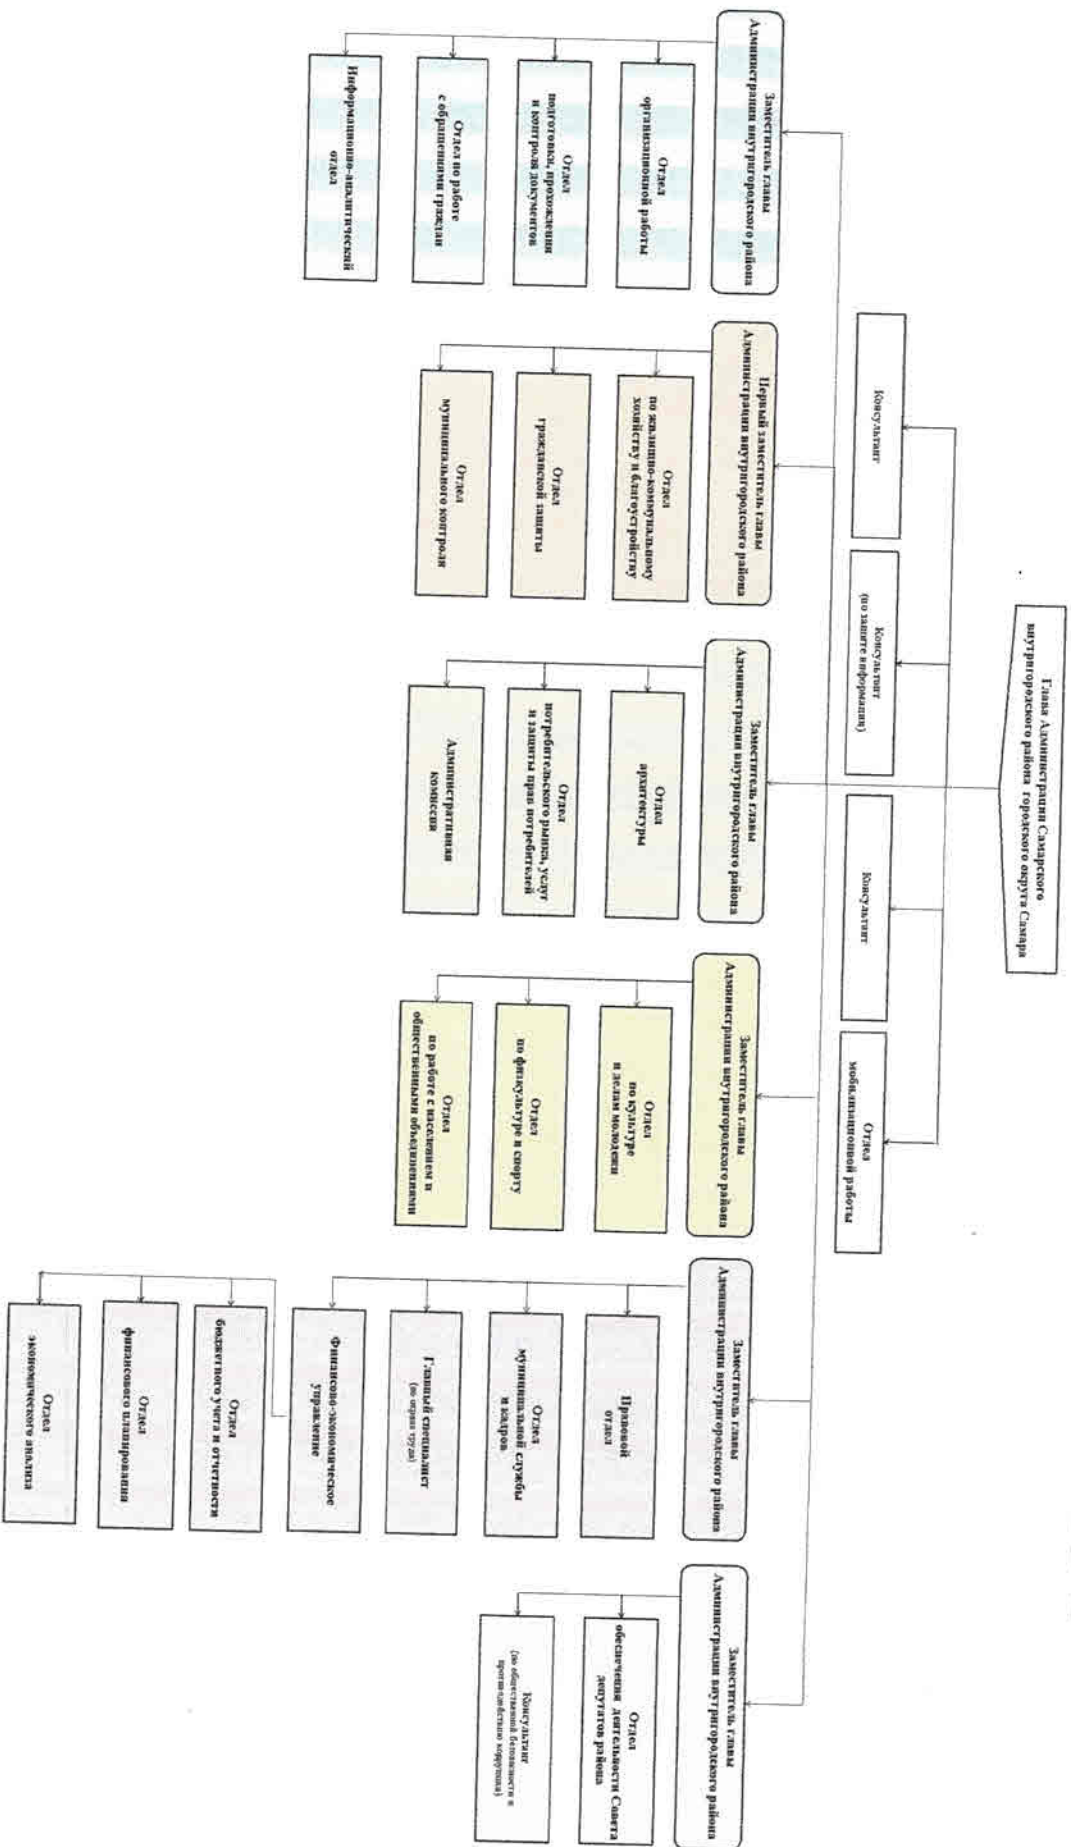 Глава Администрации Самарского
внутригородского района городского округа Самара
Консультант
Консультант
(по защите информации)
Консультант
Отдел
мобилизационной работы
Заместитель главы
Администрации внутригородского района
Отдел
организационной работы
Отдел
подготовки, прохождения
и контроля документов
Отдел по работе
с обращениями граждан
Информационно-аналитический
отдел
Первый заместитель главы
Администрации внутригородского района
Отдел
по жилищно-коммунальному
хозяйству и благоустройству
Отдел
гражданской защиты
Отдел
муниципального контроля
Заместитель главы
Администрации внутригородского района
Отдел
архитектуры
Отдел
потребительского рынка, услуг
и защиты прав потребителей
Административная
комиссия
Заместитель главы
Администрации внутригородского района
Отдел
по культуре
и делам молодежи
Отдел
по физкультуре и спорту
Отдел
по работе с населением и
общественными объединениями
Заместитель главы
Администрации внутригородского района
Правовой
отдел
Отдел
муниципальной службы
и кадров
Главный специалист
(по охране труда)
Финансово-экономическое
управление
Отдел
бюджетного учета и отчетности
Отдел
финансового планирования
Отдел
экономического анализа
Заместитель главы
Администрации внутригородского района
Отдел
обеспечения деятельности Совета
депутатов района
Консультант
(по общественной безопасности и
противодействию коррупции)